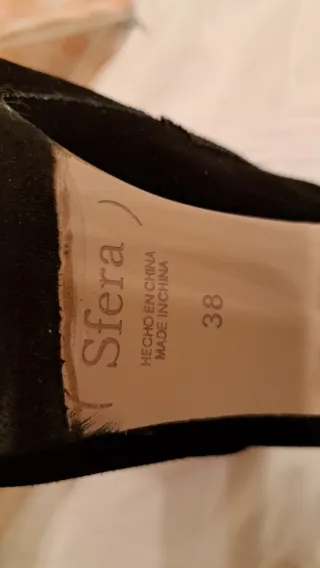 ( Sfera )
HECHO EN CHINA
MADE IN CHINA
38